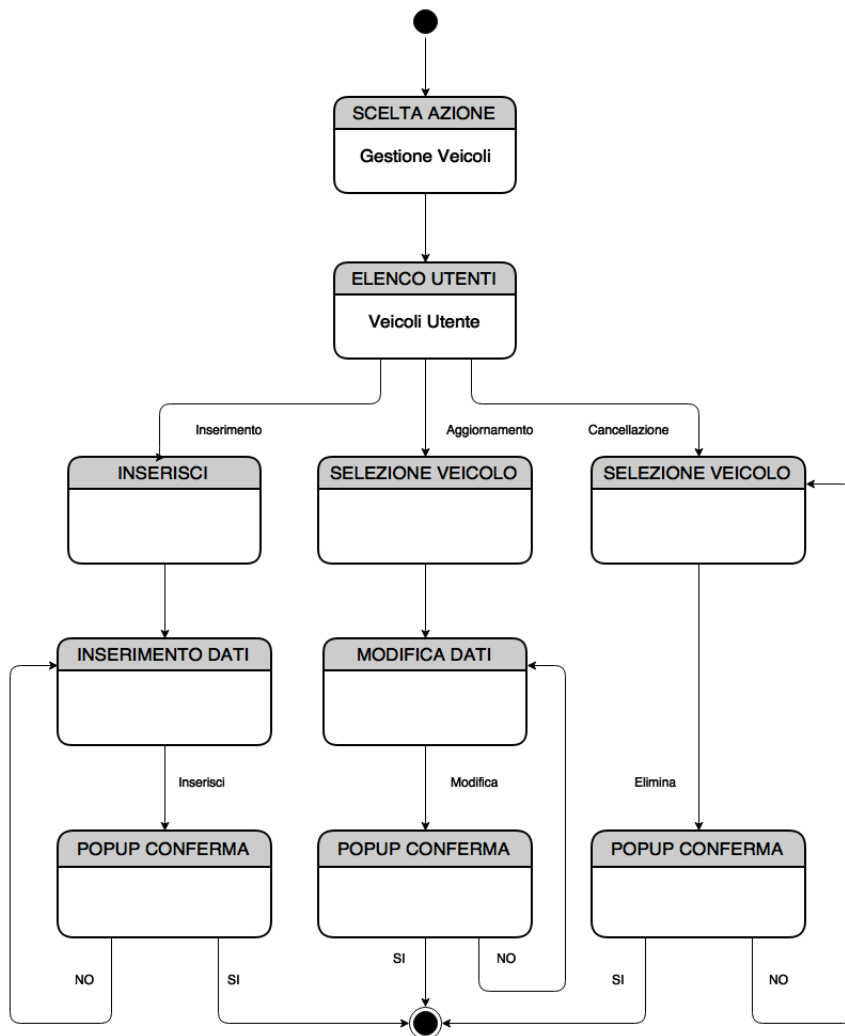 SCELTA AZIONE
Gestione Veicoli
ELENCO UTENTI
Veicoli Utente
Inserimento
Aggiornamento
Cancellazione
INSERISCI
SELEZIONE VEICOLO
SELEZIONE VEICOLO
INSERIMENTO DATI
MODIFICA DATI
Inserisci
Modifica
Elimina
POPUP CONFERMA
POPUP CONFERMA
POPUP CONFERMA
NO
SI
SI
NO
SI
NO